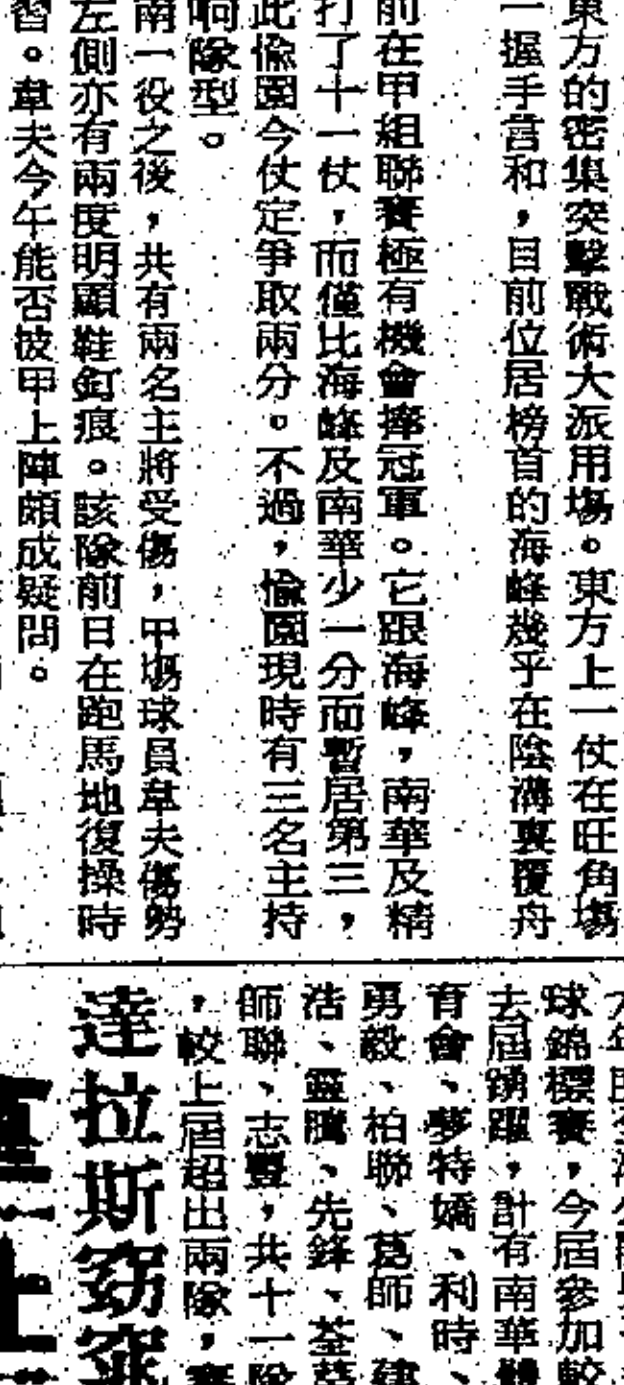 東方的密集突擊戰術大派用場。東方上一仗在旺角場
一握手言和，目前位居榜首的海峰幾乎在陰溝裏覆舟
前在甲組聯賽極有機會捧冠軍。它跟海峰，南華及精
打了十一仗，而僅比海峰及南華少一分而暫居第三，
此愉園今仗定爭取兩分。不過，愉園現時有三名主持
响隊型。
南一役之後，共有兩名主將受傷，甲場球員韋夫傷勢
左側亦有兩度明顯鞋釘痕。該隊前日在跑馬地復操時
習。韋夫今午能否披甲上陣頗成疑問。
球錦標賽，今屆參加較
去屆踴躍，計有南華體
育會、夢特嬌、利時、
勇毅、柏聯、葛師、建
浩、靈騰、先鋒、荃葵
師聯、志豐，共十一隊
，較上屆超出兩隊，賽
達拉斯窈窕